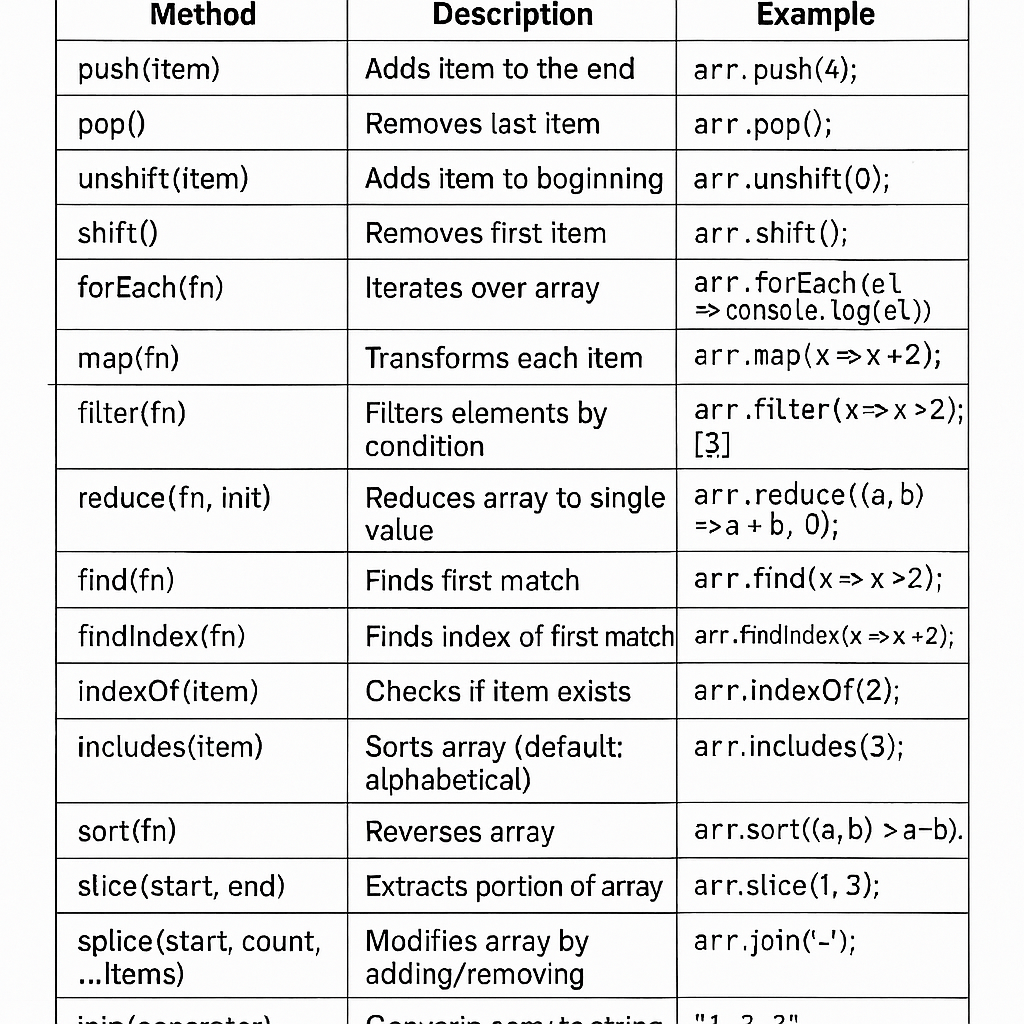 Method Description Example
push(item) Adds item to the end arr.push(4);
pop() Removes last item arr.pop();
unshift(item) Adds item to boginning arr.unshift(0);
shift() Removes first item arr.shift();
forEach(fn) Iterates over array arr.forEach(el
=>console.log(el))
map(fn) Transforms each item arr.map(x=>x+2);
filter(fn) Filters elements by arr.filter(x=>x>2);
condition [3]
reduce(fn, init) Reduces array to single arr.reduce((a,b)
value =>a+b, 0);
find(fn) Finds first match arr.find(x=>x>2);
findIndex(fn) Finds index of first match arr.findIndex(x=>x+2);
indexOf(item) Checks if item exists arr.indexOf(2);
includes(item) Sorts array (default: arr.includes(3);
alphabetical)
sort(fn) Reverses array arr.sort((a,b) >a-b).
slice(start, end) Extracts portion of array arr.slice(1, 3);
splice(start, count, Modifies array by arr.join('-');
...Items) adding/removing